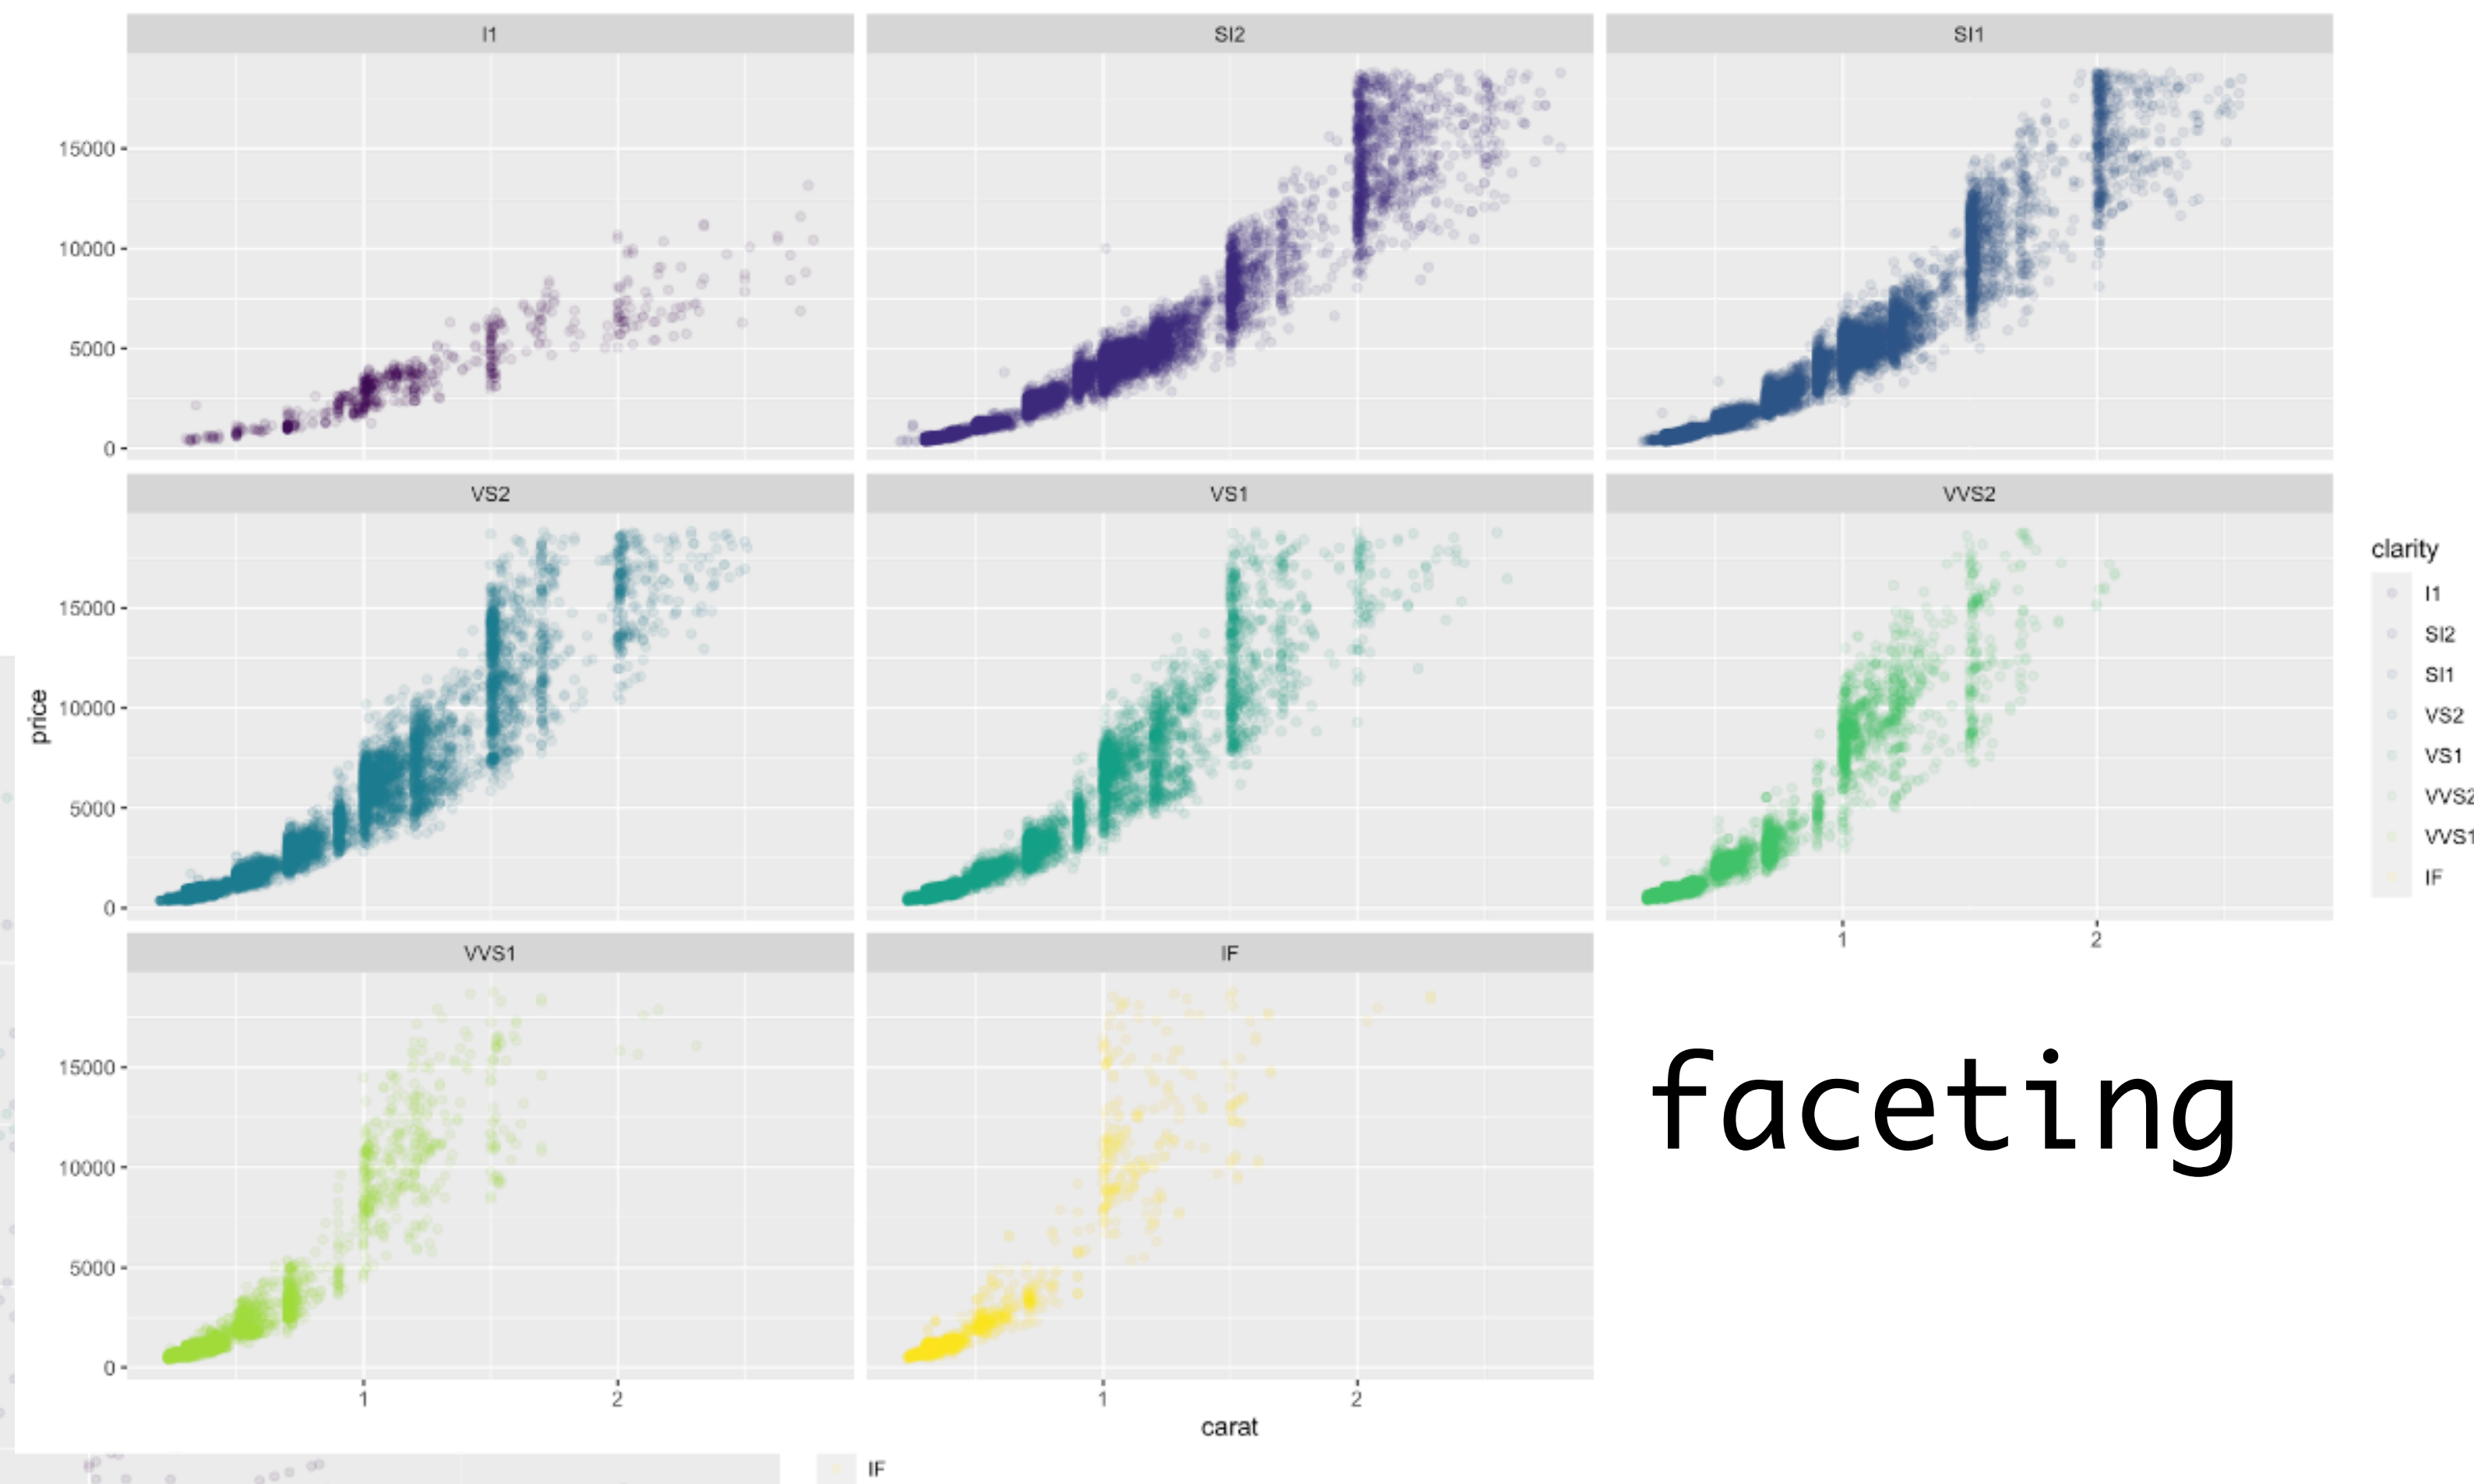 I1
SI2
SI1
15000
10000
5000
0
VS2
VS1
VVS2
15000
10000
5000
0
price
1
2
clarity
I1
SI2
SI1
VS2
VS1
VVS2
VVS1
IF
VVS1
IF
15000
10000
5000
0
1
2
1
2
carat
faceting
IF